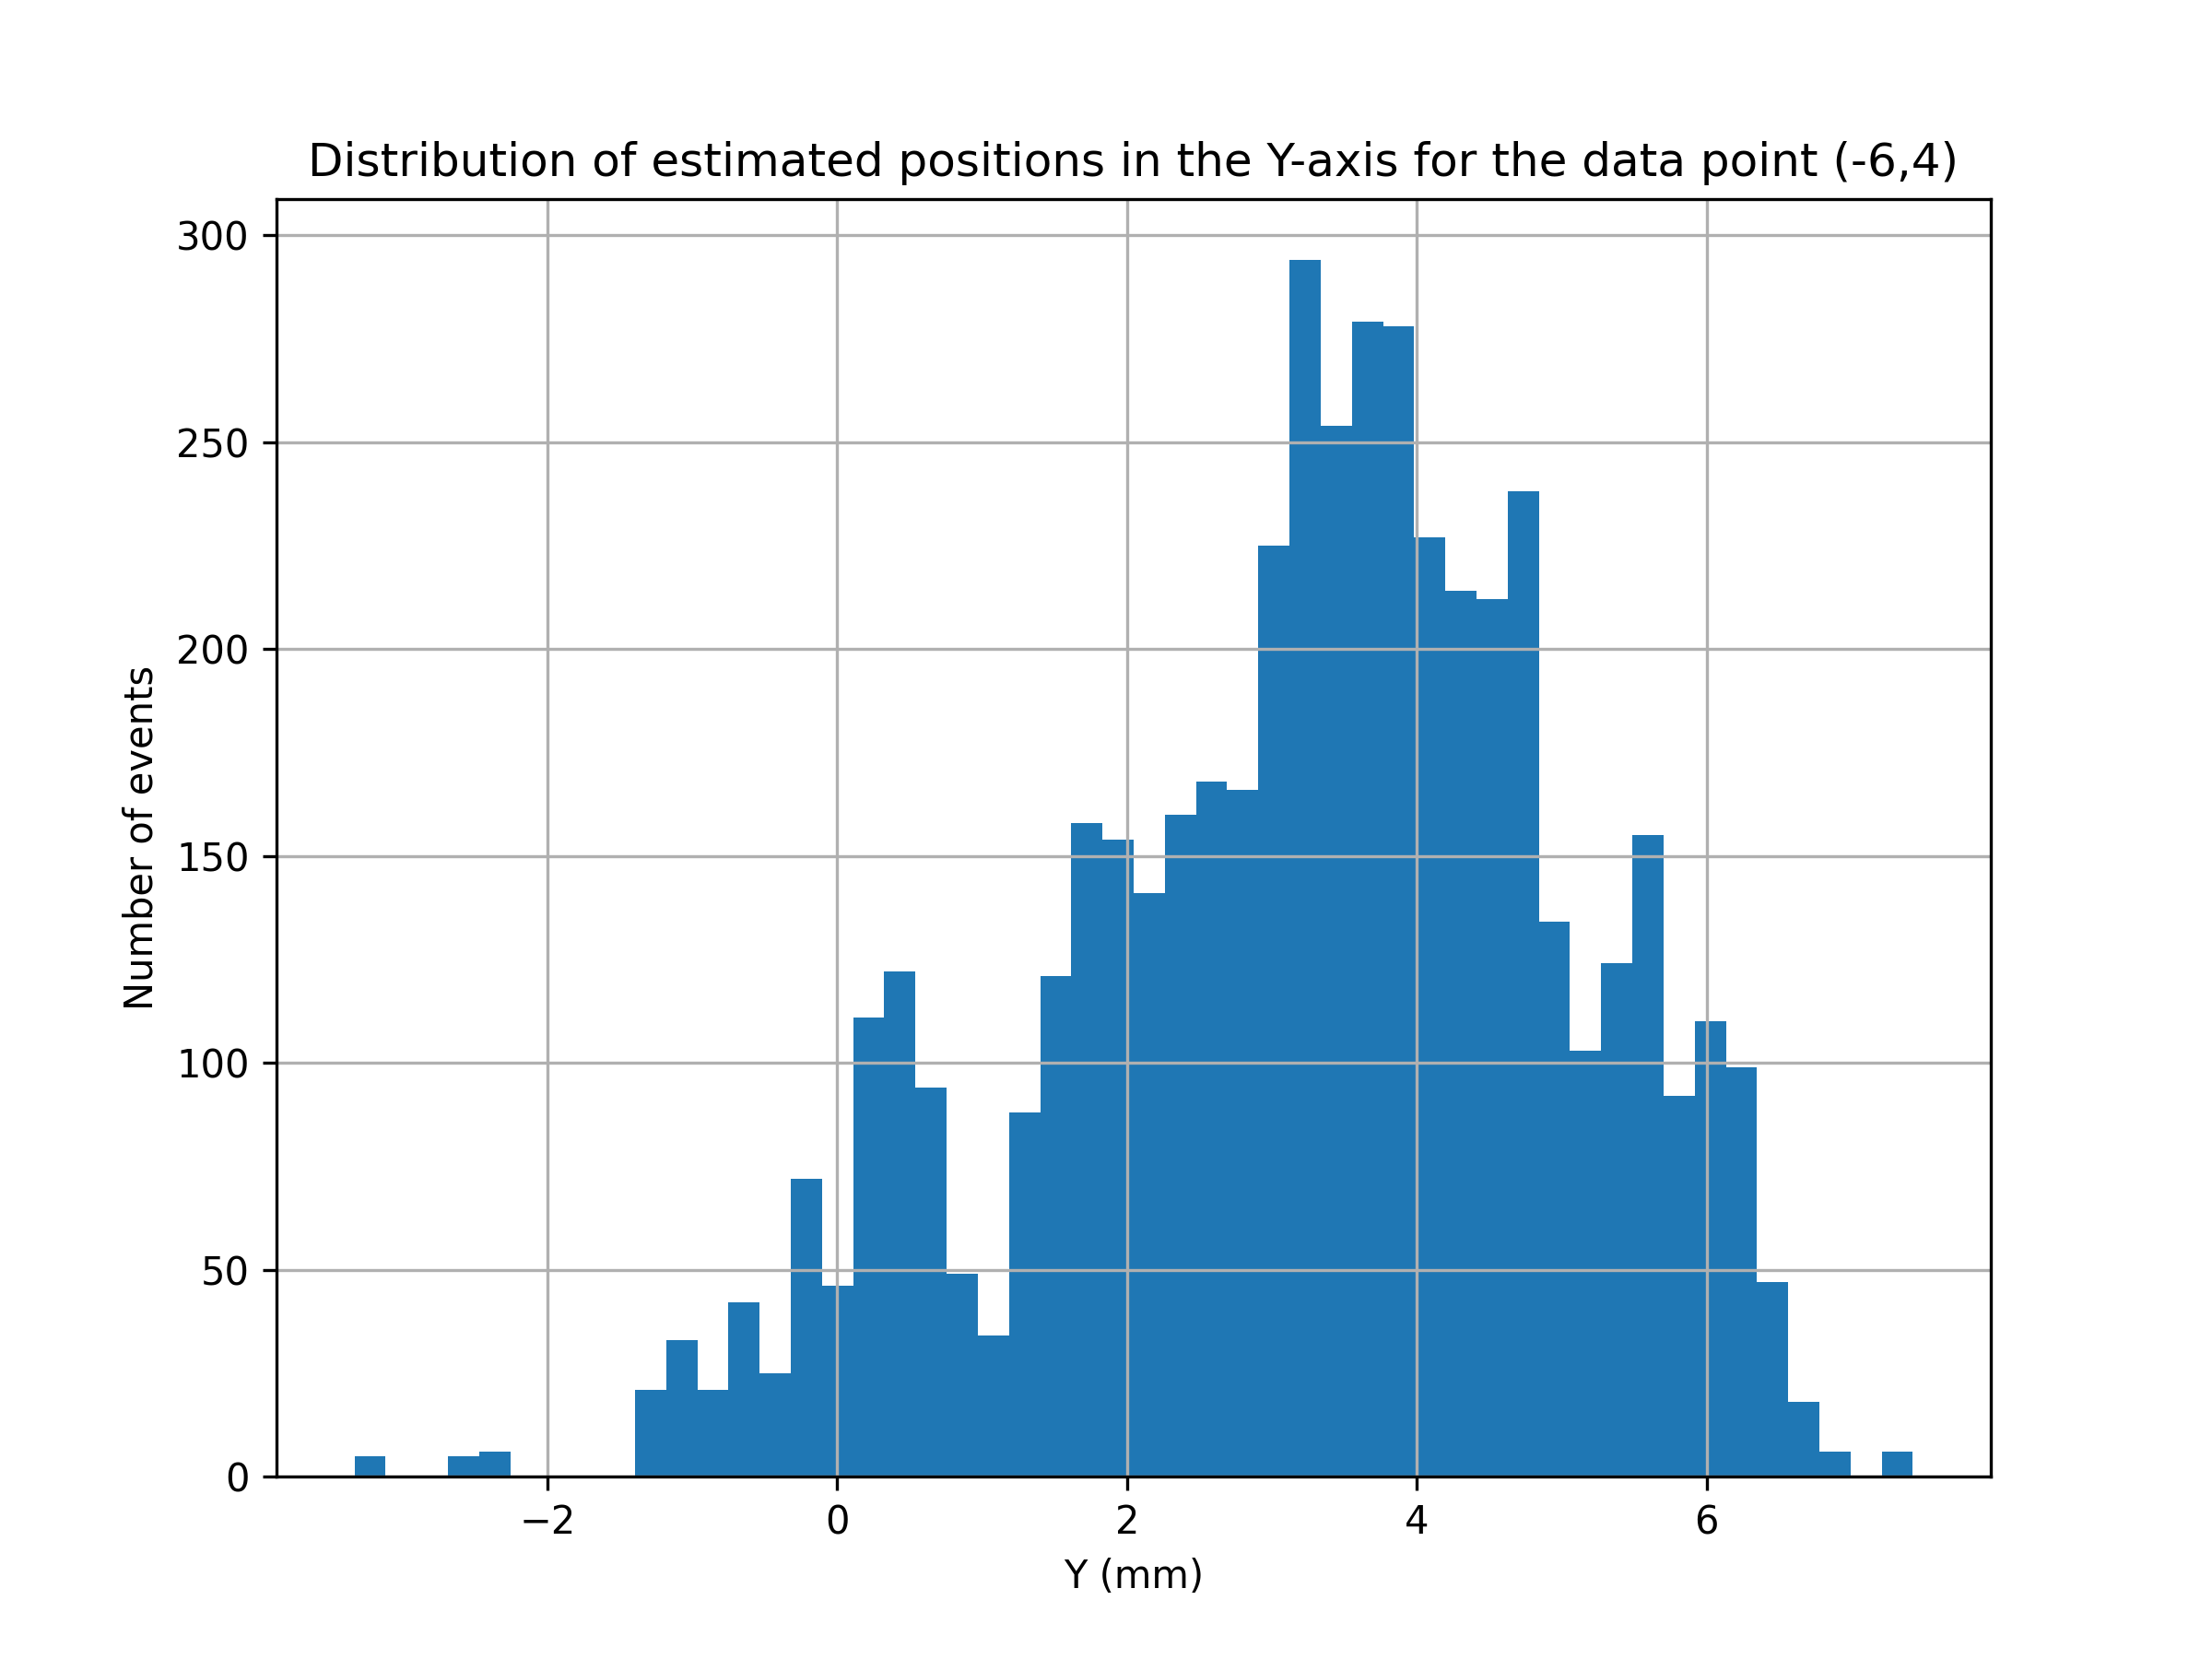 Distribution of estimated positions in the Y-axis for the data point (-6,4)
300
250
200
150
100
50
0
Number of events
−2 0 2 4 6
Y (mm)